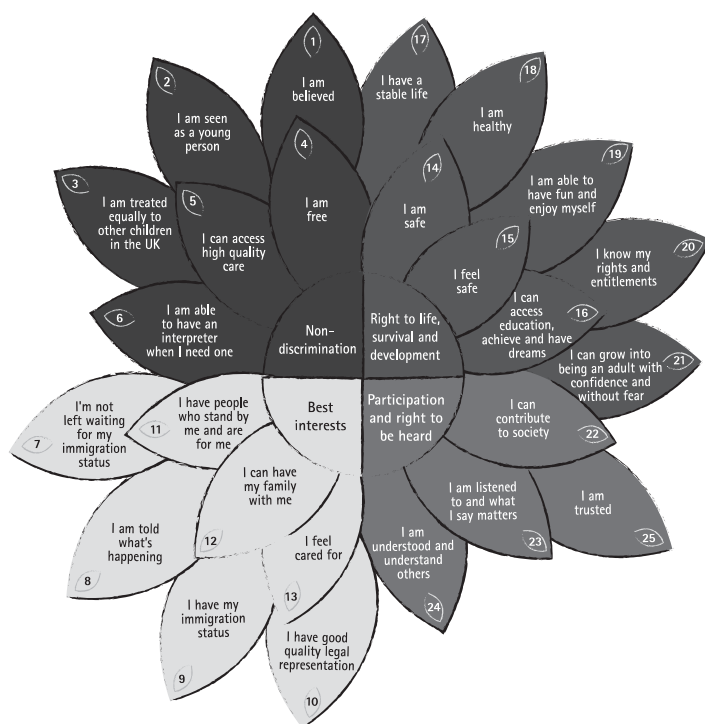 1
I am
believed
2
I am seen
as a young
person
3
I am treated
equally to
other children
in the UK
4
I am
free
5
I can access
high quality
care
6
I am able
to have an
interpreter
when I need one
Non-
discrimination
17
I have a
stable life
18
I am
healthy
14
I am
safe
19
I am able to
have fun and
enjoy myself
15
I feel
safe
20
I know my
rights and
entitlements
16
I can
access
education,
achieve and have
dreams
21
I can grow into
being an adult with
confidence and
without fear
Right to life,
survival and
development
Best
interests
I'm not
left waiting
for my
immigration
status
7
I have people
who stand by
me and are
for me
11
I can have
my family
with me
12
I am told
what's
happening
8
I feel
cared for
13
I have my
immigration
status
9
I have good
quality legal
representation
10
Participation
and right to
be heard
I can
contribute
to society
22
I am listened
to and what
I say matters
23
I am
understood and
understand
others
24
I am
trusted
25